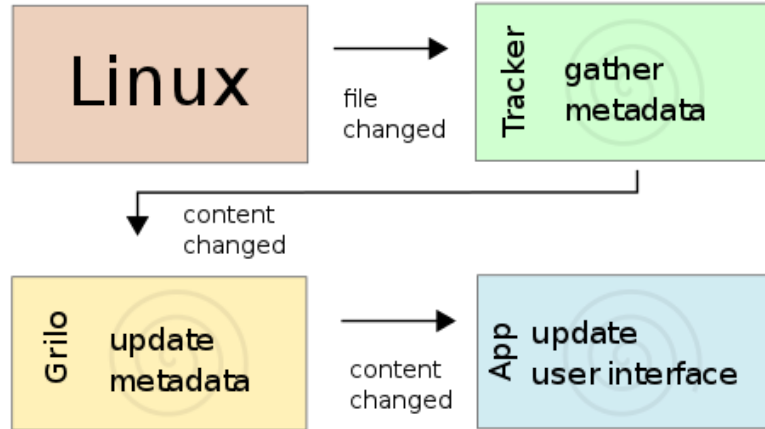 Linux
file
changed
Tracker
gather
metadata
content
changed
Grilo
update
metadata
content
changed
App
update
user interface